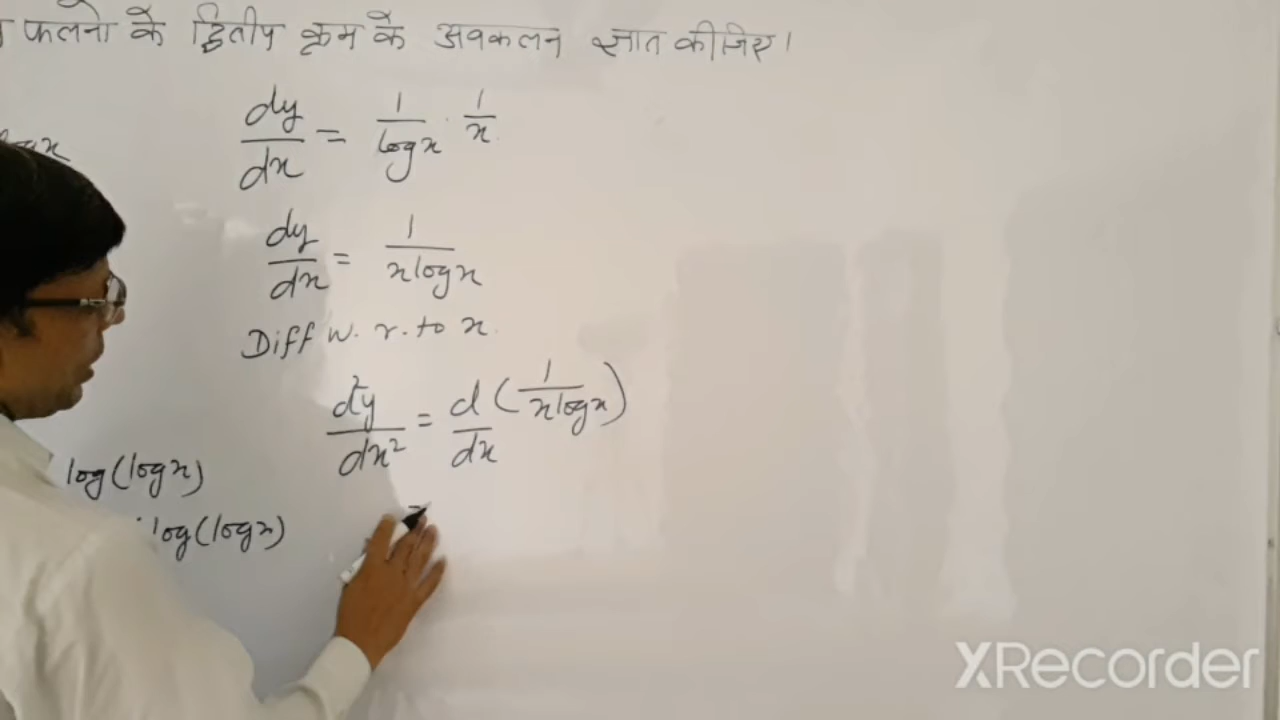 फलनो के द्वितीय क्रम के अवकलन ज्ञात कीजिए।
dy/dx = 1/logx · 1/x
dy/dx = 1/xlogx
Diff w. r. to x.
d²y/dx² = d/dx (1/xlogx)
log(logx)
log(logx)
=
XRecorder